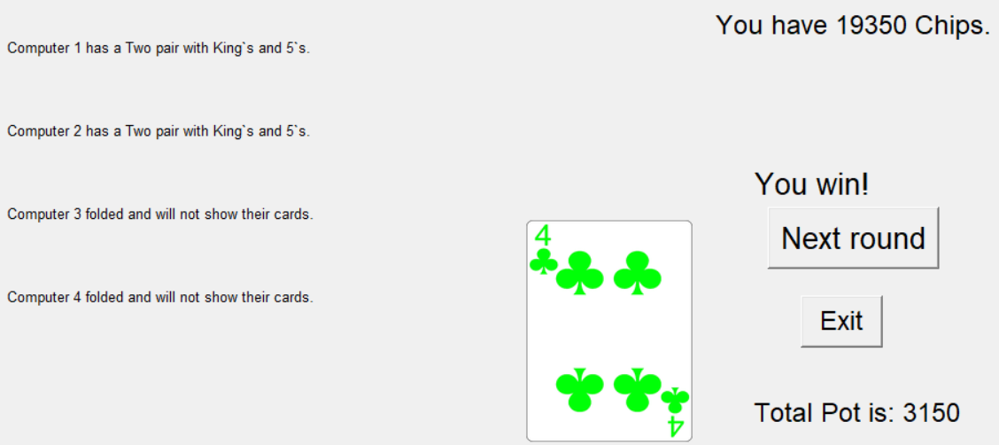 You have 19350 Chips.
Computer 1 has a Two pair with King`s and 5`s.
Computer 2 has a Two pair with King`s and 5`s.
You win!
Computer 3 folded and will not show their cards.
Next round
4
Computer 4 folded and will not show their cards.
Exit
Total Pot is: 3150
4